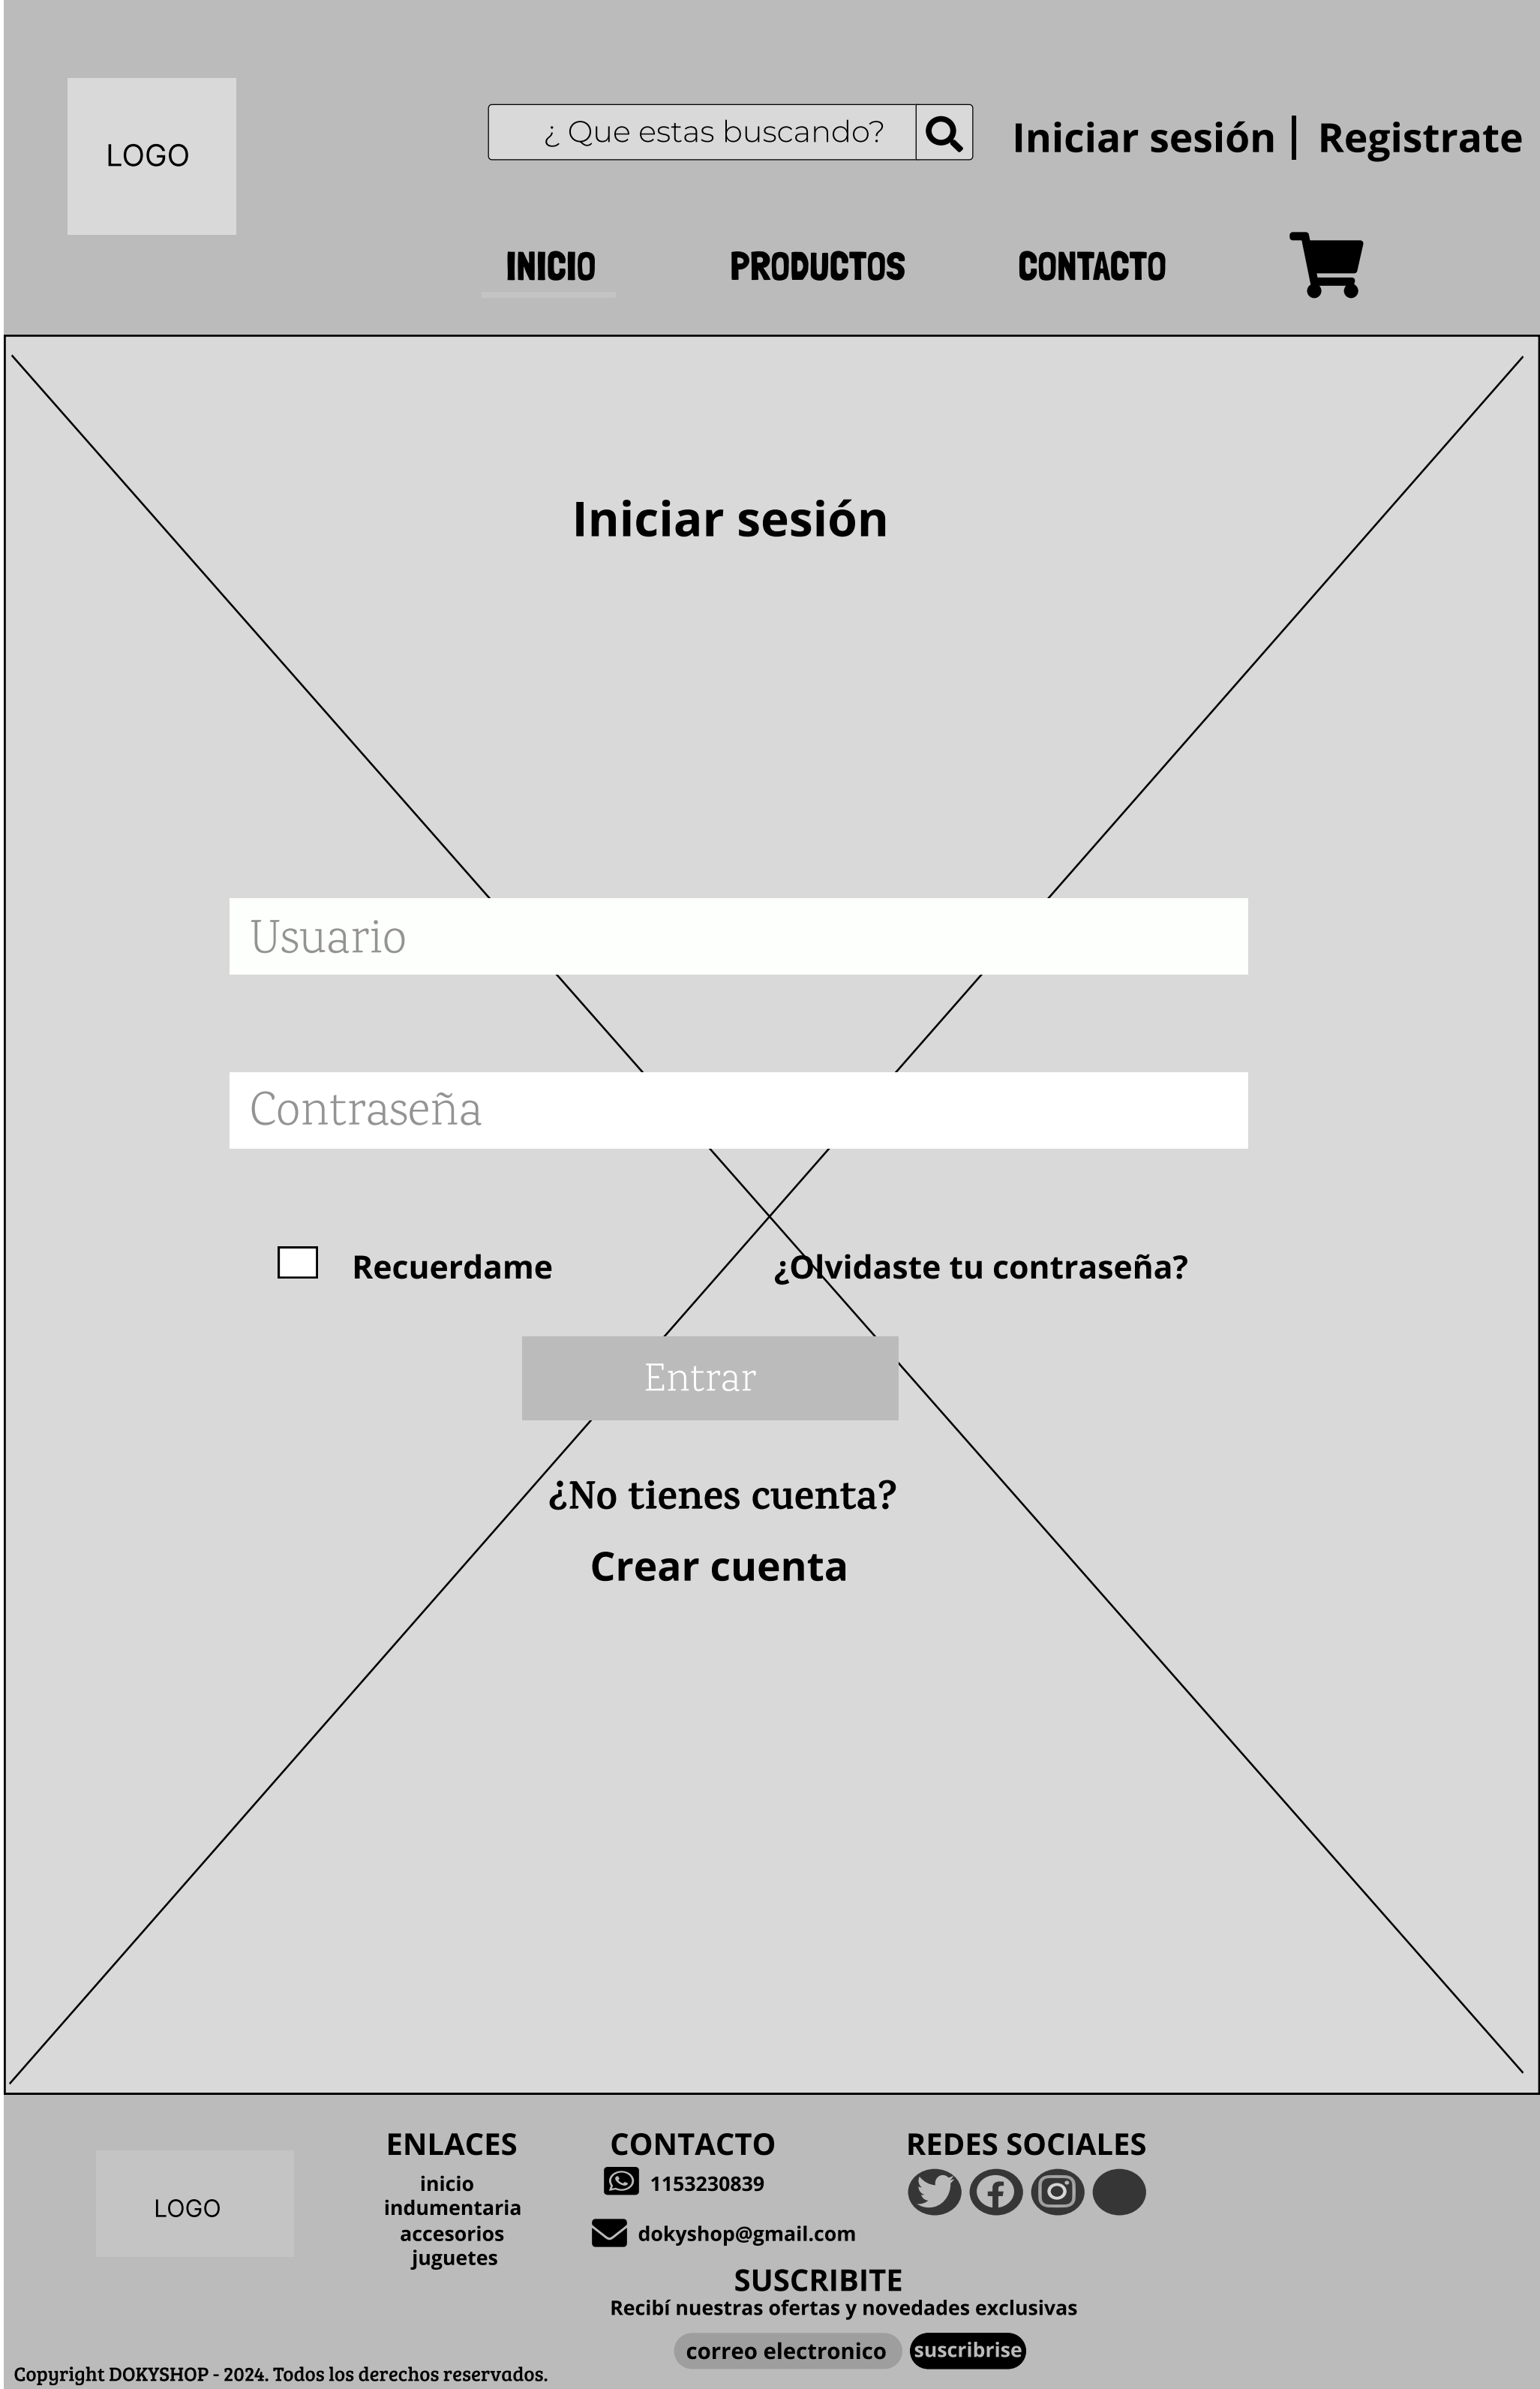 LOGO
¿ Que estas buscando?
Iniciar sesión | Registrate
INICIO
PRODUCTOS
CONTACTO
Iniciar sesión
Usuario
Contraseña
Recuerdame
¿Olvidaste tu contraseña?
Entrar
¿No tienes cuenta?
Crear cuenta
LOGO
ENLACES
inicio
indumentaria
accesorios
juguetes
CONTACTO
1153230839
dokyshop@gmail.com
REDES SOCIALES
SUSCRIBITE
Recibí nuestras ofertas y novedades exclusivas
correo electronico
suscribrise
Copyright DOKYSHOP - 2024. Todos los derechos reservados.